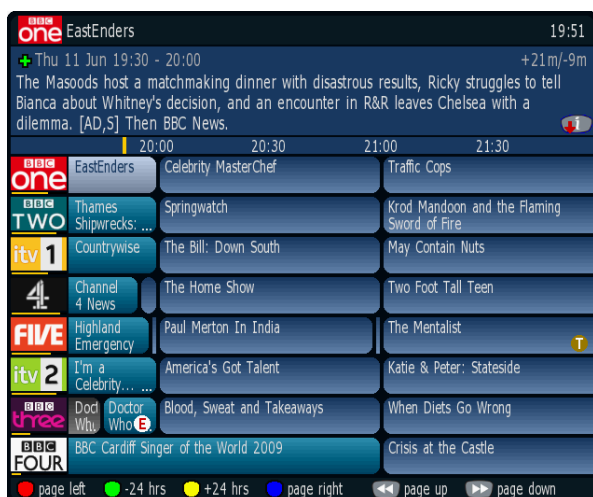 BBC one EastEnders 19:51
Thu 11 Jun 19:30 - 20:00 +21m/-9m
The Masoods host a matchmaking dinner with disastrous results, Ricky struggles to tell
Bianca about Whitney's decision, and an encounter in R&R leaves Chelsea with a
dilemma. [AD,S] Then BBC News. i
20:00 20:30 21:00 21:30
BBC one EastEnders Celebrity MasterChef Traffic Cops
BBC TWO Thames Springwatch Krod Mandoon and the Flaming
Shipwrecks: ... Sword of Fire
itv 1 Countrywise The Bill: Down South May Contain Nuts
4 Channel The Home Show Two Foot Tall Teen
4 News
FIVE Highland Paul Merton In India The Mentalist
Emergency T
itv 2 I'm a America's Got Talent Katie & Peter: Stateside
Celebrity... ...
BBC three Doct Doctor Blood, Sweat and Takeaways When Diets Go Wrong
Who Who E
BBC FOUR BBC Cardiff Singer of the World 2009 Crisis at the Castle
page left -24 hrs +24 hrs page right page up page down